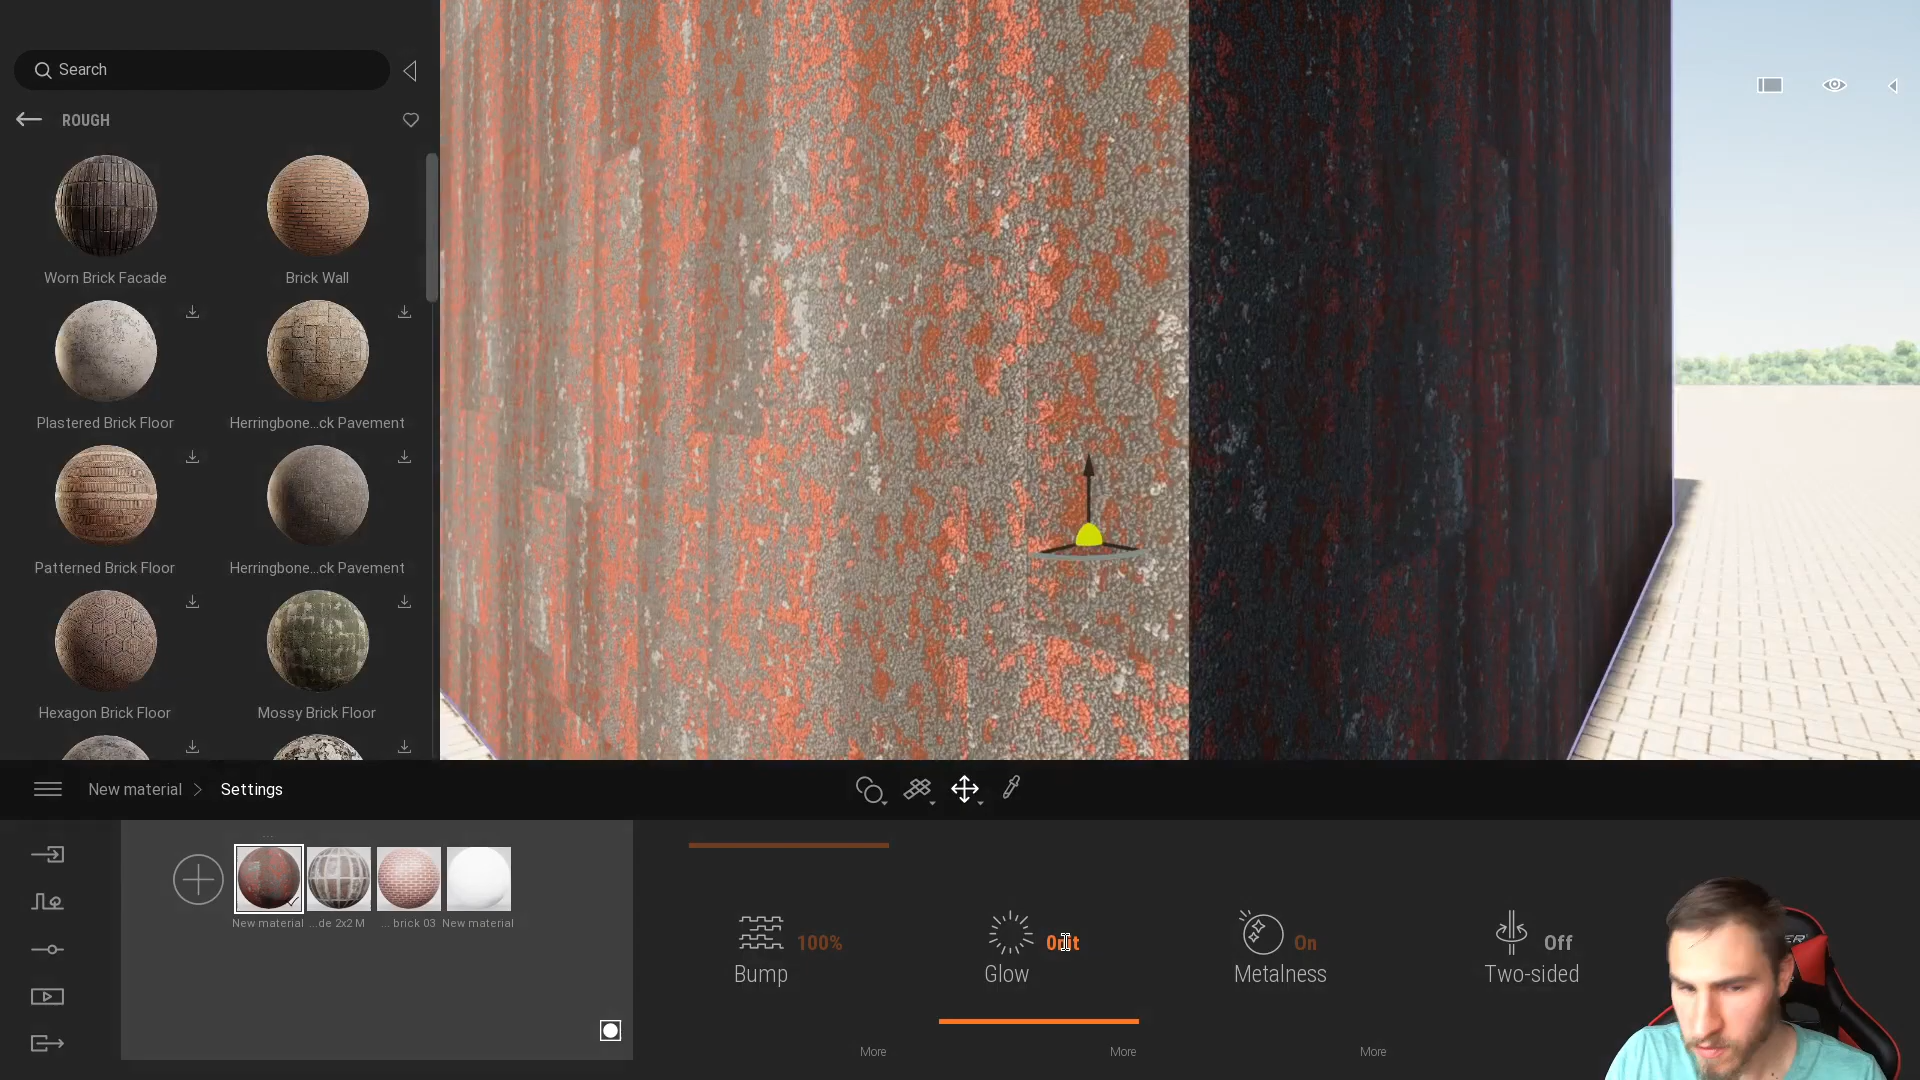 Search
ROUGH
Worn Brick Facade
Brick Wall
Plastered Brick Floor
Herringbone...ck Pavement
Patterned Brick Floor
Herringbone...ck Pavement
Hexagon Brick Floor
Mossy Brick Floor
New material > Settings
...
New material
...de 2x2 M
... brick 03
New material
100%
Bump
Glow
On
Metalness
Off
Two-sided
More
More
More